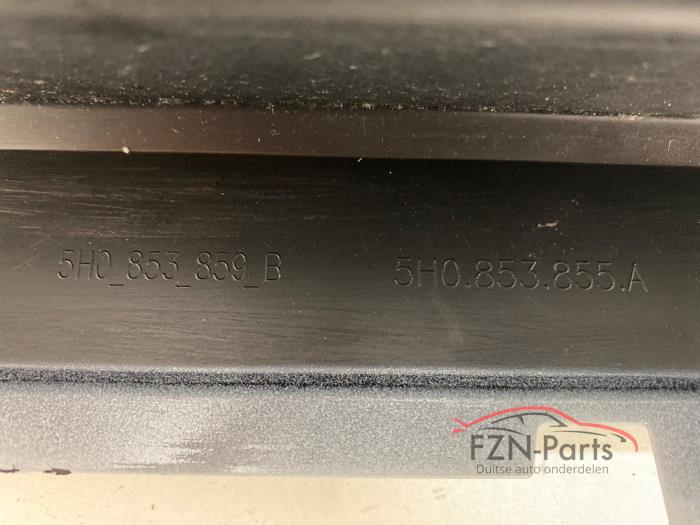 5H0_853_859_B
5H0.853.855.A
FZN-Parts
Duitse auto onderdelen